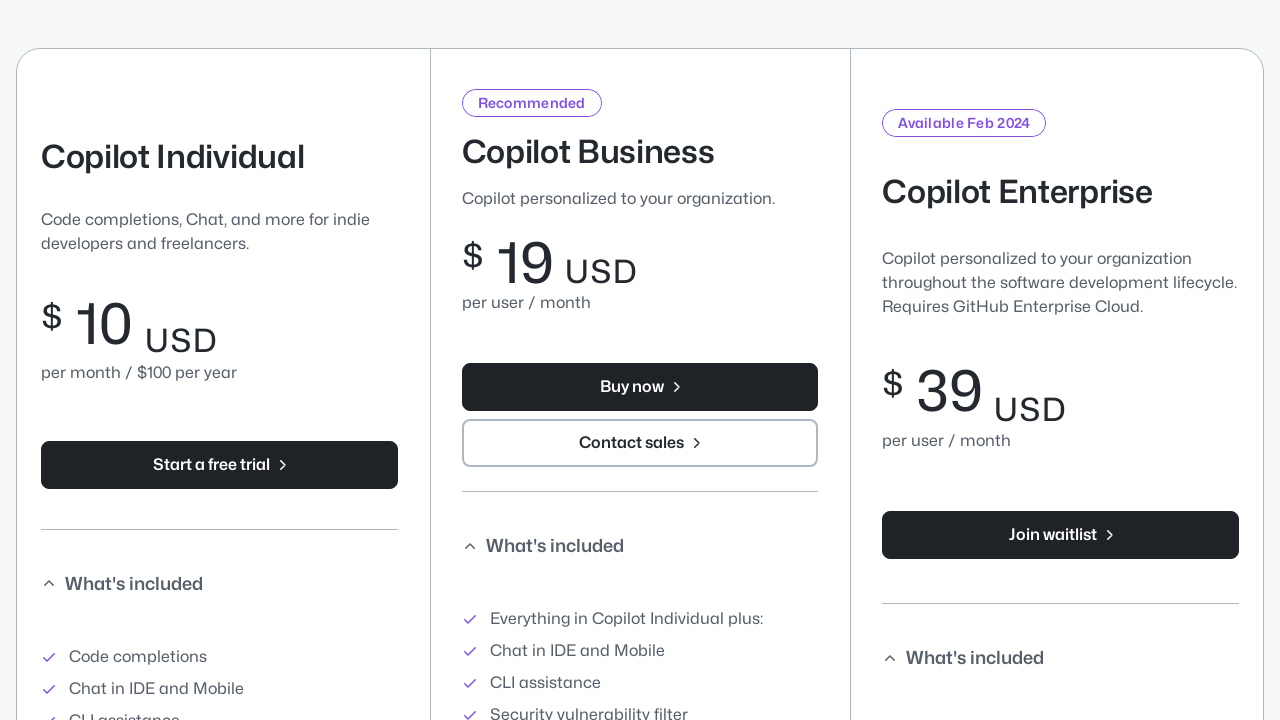 Copilot Individual
Code completions, Chat, and more for indie
developers and freelancers.
$ 10 USD
per month / $100 per year
Start a free trial
What's included
Code completions
Chat in IDE and Mobile
CLI assistance
Recommended
Copilot Business
Copilot personalized to your organization.
$ 19 USD
per user / month
Buy now
Contact sales
What's included
Everything in Copilot Individual plus:
Chat in IDE and Mobile
CLI assistance
Security vulnerability filter
Available Feb 2024
Copilot Enterprise
Copilot personalized to your organization
throughout the software development lifecycle.
Requires GitHub Enterprise Cloud.
$ 39 USD
per user / month
Join waitlist
What's included